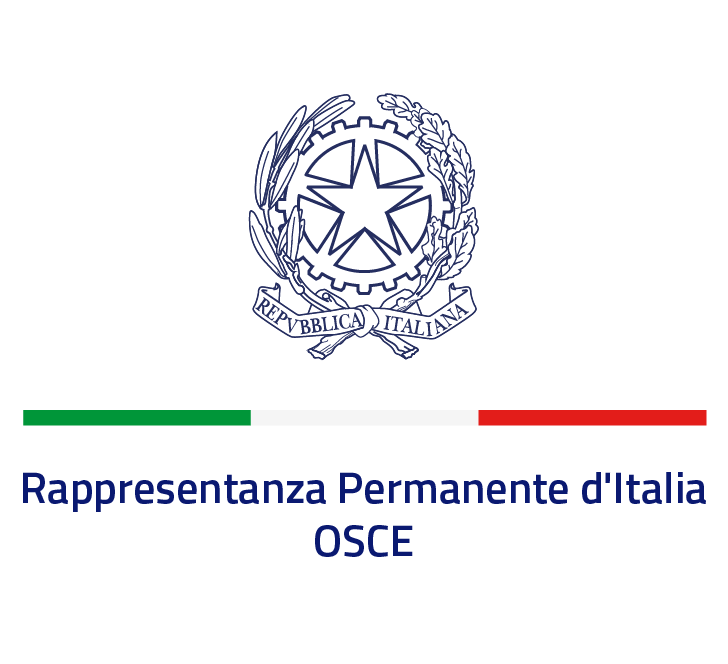 REPVBBLICA ITALIANA
Rappresentanza Permanente d'Italia
OSCE